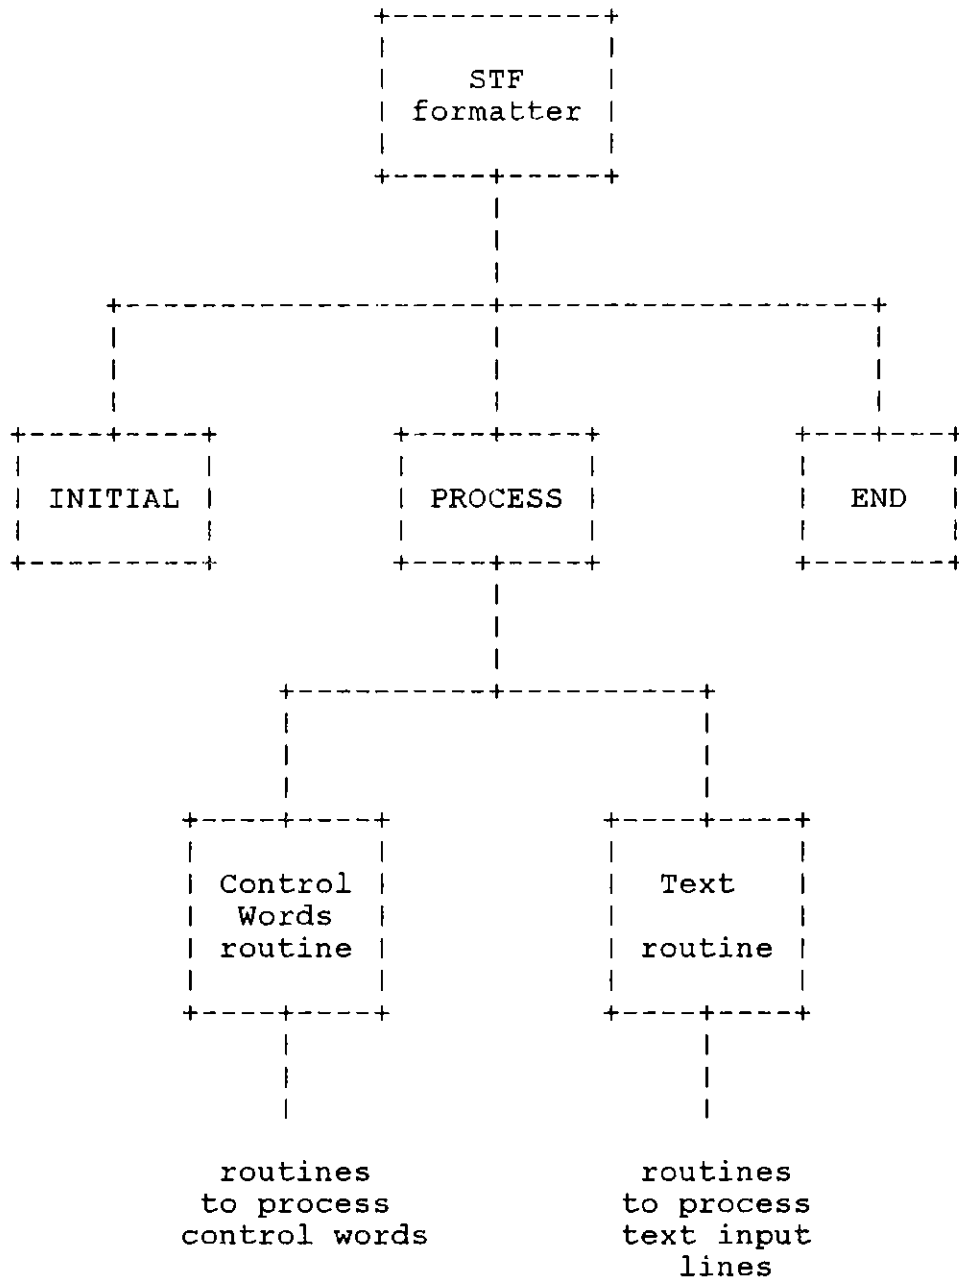 STF
formatter
INITIAL
PROCESS
END
Control
Words
routine
Text
routine
routines
to process
control words
routines
to process
text input
lines